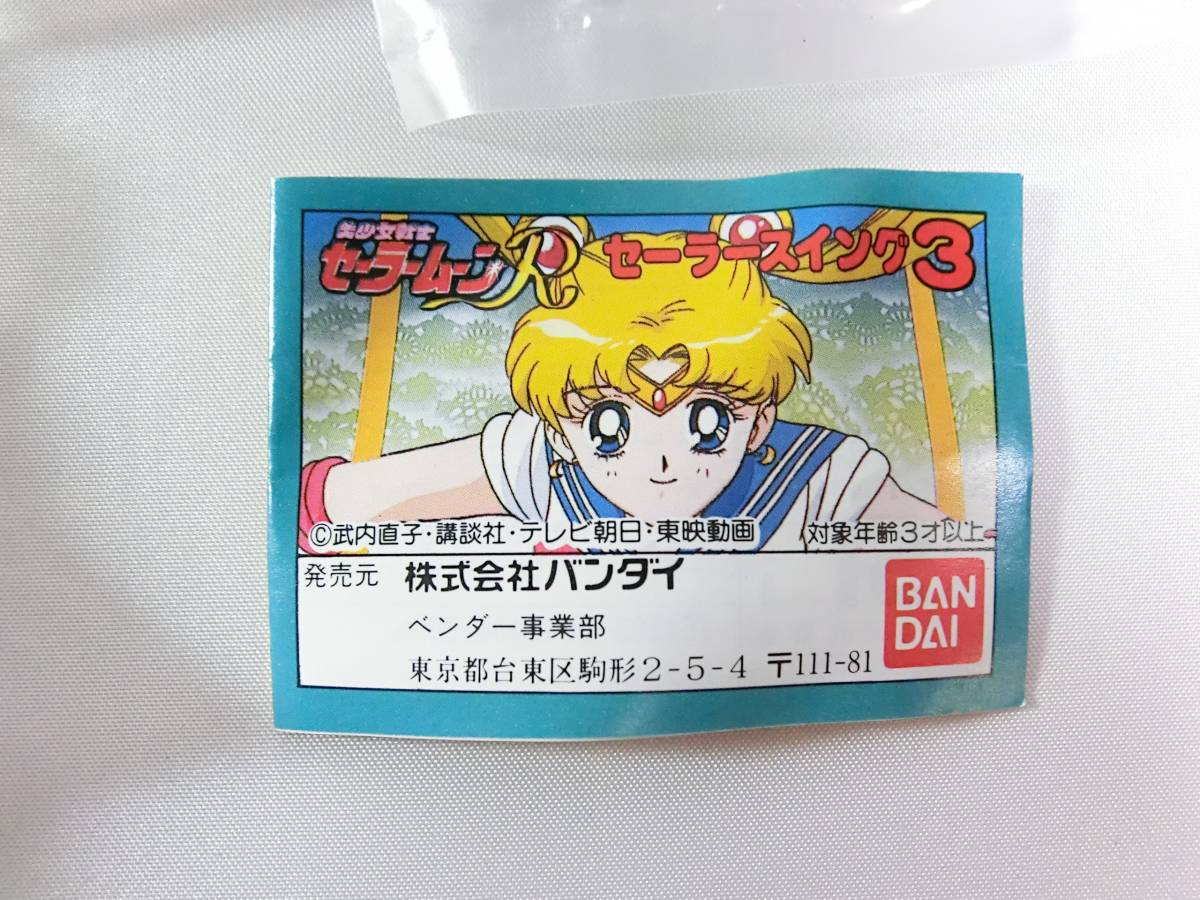 美少女戦士
セーラームーンR
セーラースイング3
©武内直子・講談社・テレビ朝日・東映動画
対象年齢3才以上
発売元 株式会社バンダイ
ベンダー事業部
東京都台東区駒形2-5-4 〒111-81
BAN
DAI